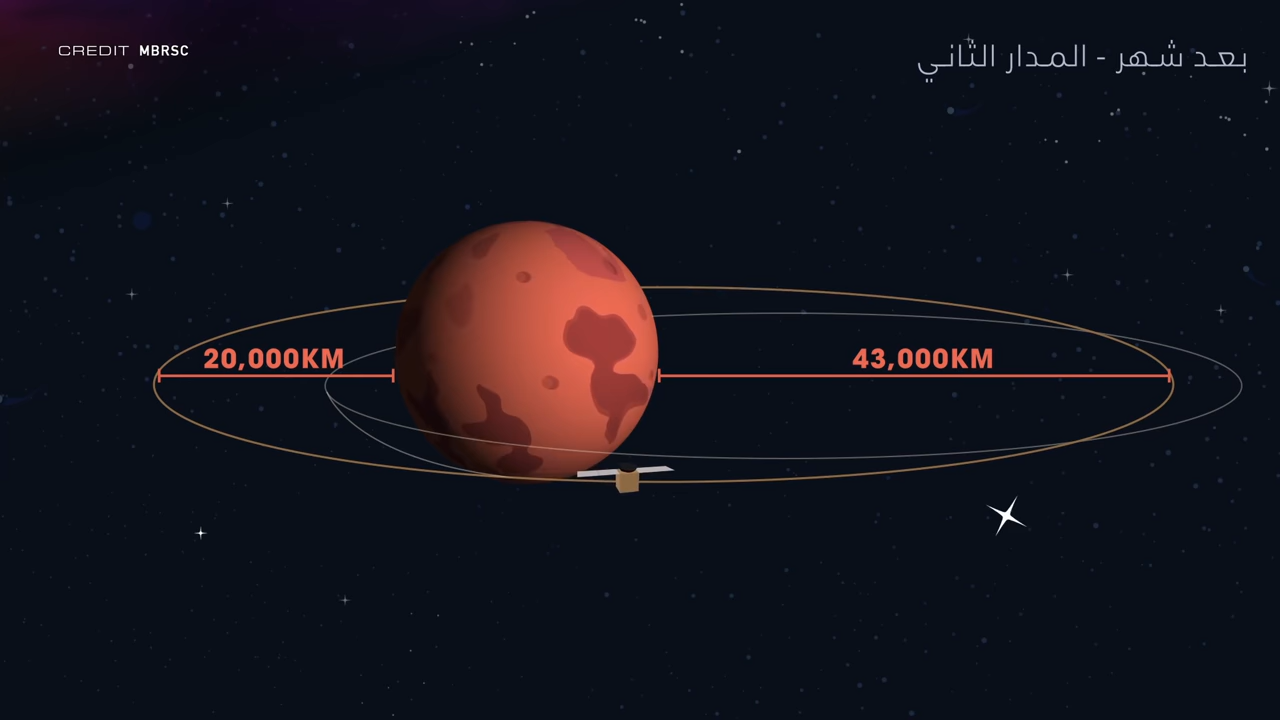 CREDIT MBRSC
بعد شهر - المدار الثاني
20,000KM
43,000KM